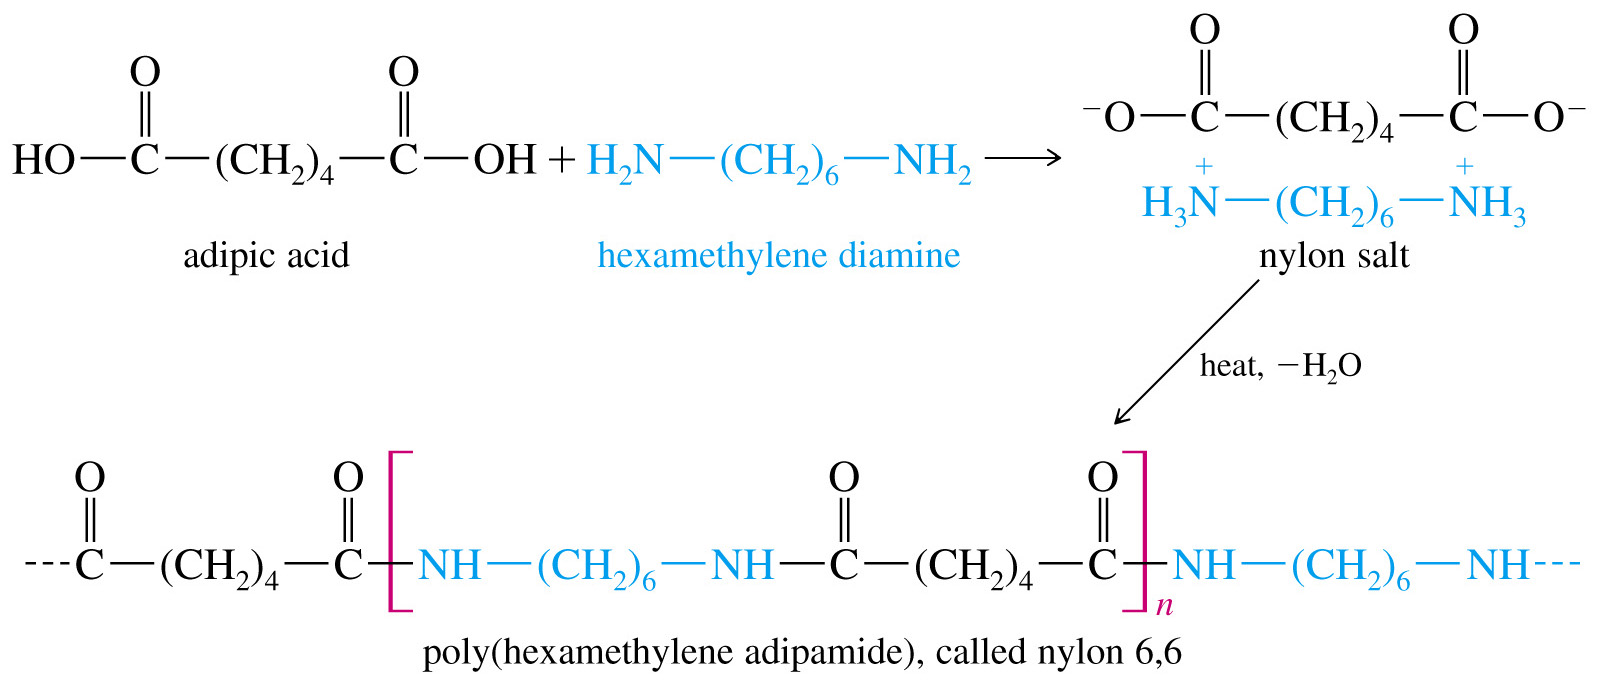 O O O O
HO—C—(CH₂)₄—C—OH + H₂N—(CH₂)₆—NH₂ ⟶ ⁻O—C—(CH₂)₄—C—O⁻
+ +
H₃N—(CH₂)₆—NH₃
adipic acid hexamethylene diamine nylon salt
heat, −H₂O
O O O O
---C—(CH₂)₄—C—[NH—(CH₂)₆—NH—C—(CH₂)₄—C]ₙ—NH—(CH₂)₆—NH---
poly(hexamethylene adipamide), called nylon 6,6